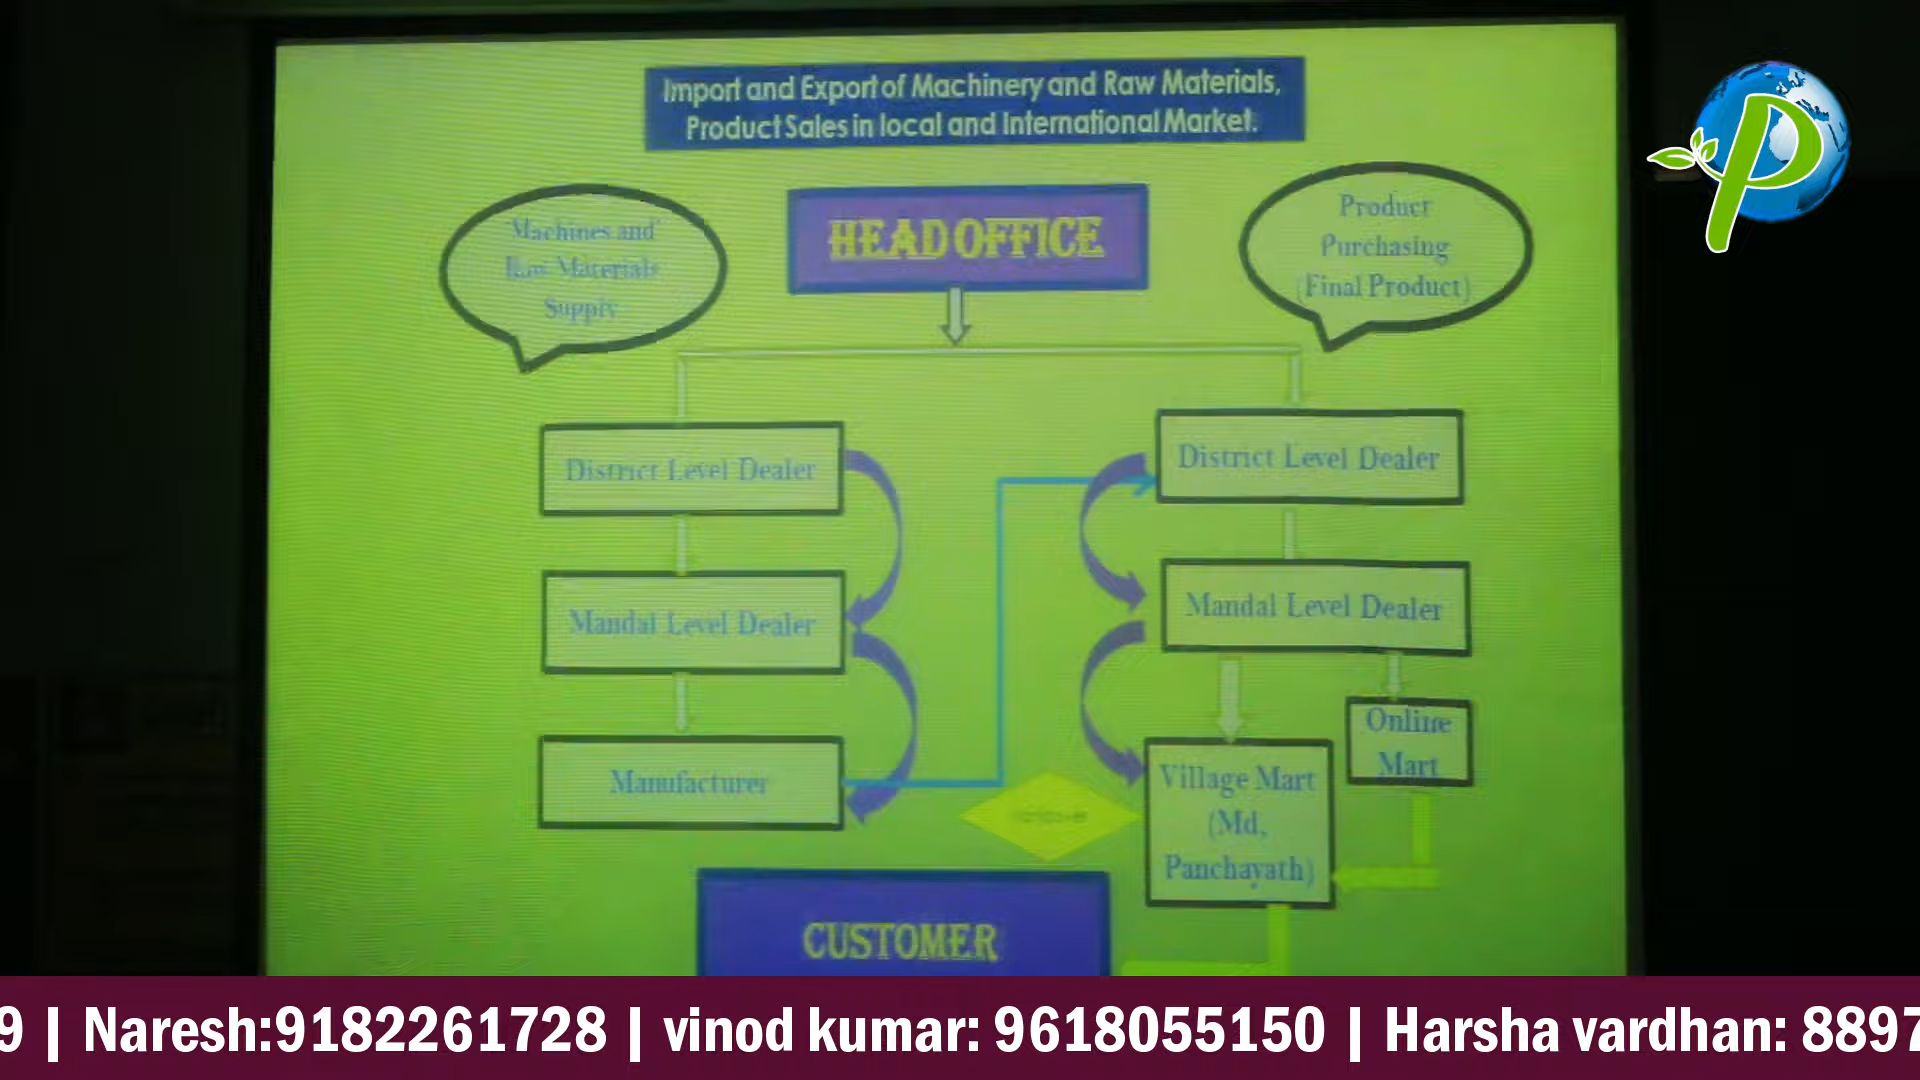 Import and Export of Machinery and Raw Materials,
Product Sales in local and International Market.
HEAD OFFICE
Machines and
Raw Materials
Supply
Product
Purchasing
(Final Product)
District Level Dealer
District Level Dealer
Mandal Level Dealer
Mandal Level Dealer
Online
Mart
Manufacturer
Village Mart
(Md,
Panchayath)
CUSTOMER
9 | Naresh:9182261728 | vinod kumar: 9618055150 | Harsha vardhan: 8897